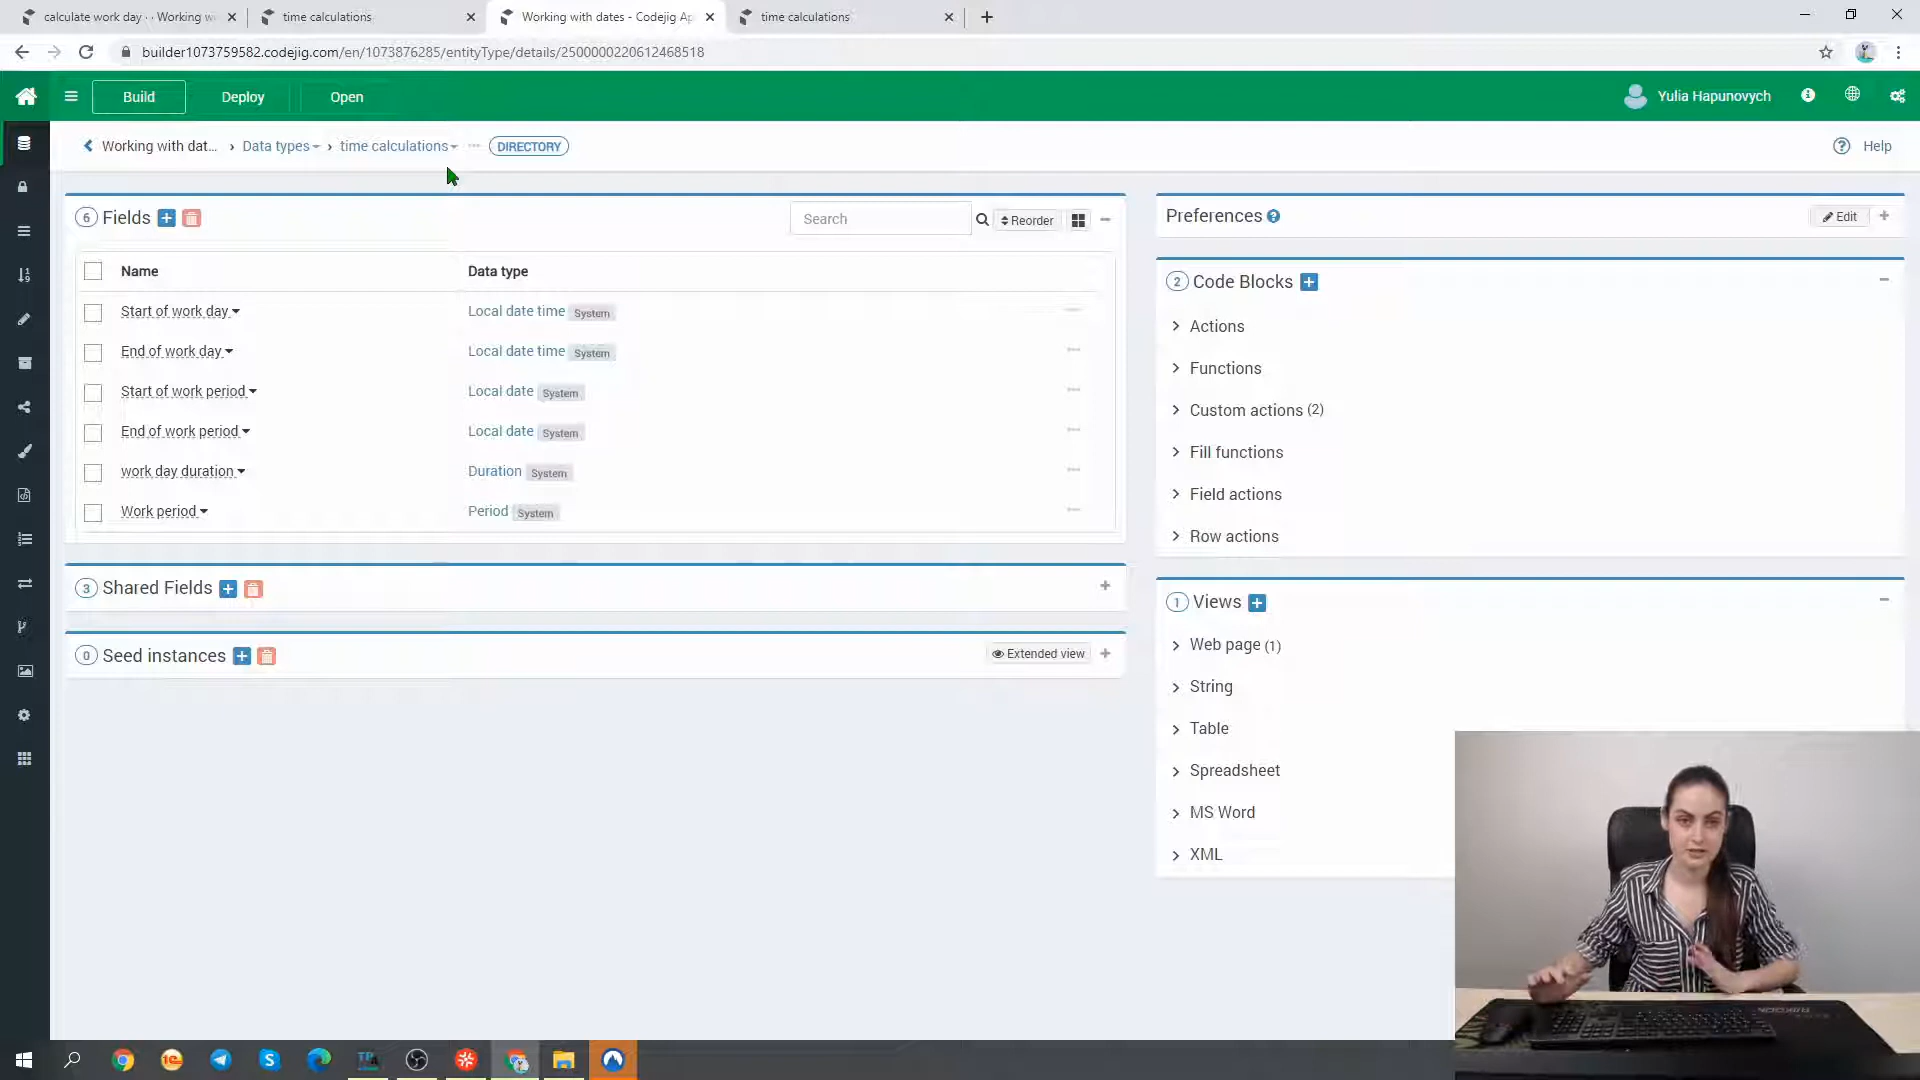 calculate work day · · Working w
time calculations
Working with dates - Codejig Ap
time calculations
builder1073759582.codejig.com/en/1073876285/entityType/details/2500000220612468518
Build
Deploy
Open
Yulia Hapunovych
Working with dat...
Data types
time calculations
DIRECTORY
Help
6 Fields
Search
Reorder
Name
Data type
Start of work day
Local date time System
End of work day
Local date time System
Start of work period
Local date System
End of work period
Local date System
work day duration
Duration System
Work period
Period System
3 Shared Fields
0 Seed instances
Extended view
Preferences
Edit
2 Code Blocks
Actions
Functions
Custom actions (2)
Fill functions
Field actions
Row actions
1 Views
Web page (1)
String
Table
Spreadsheet
MS Word
XML